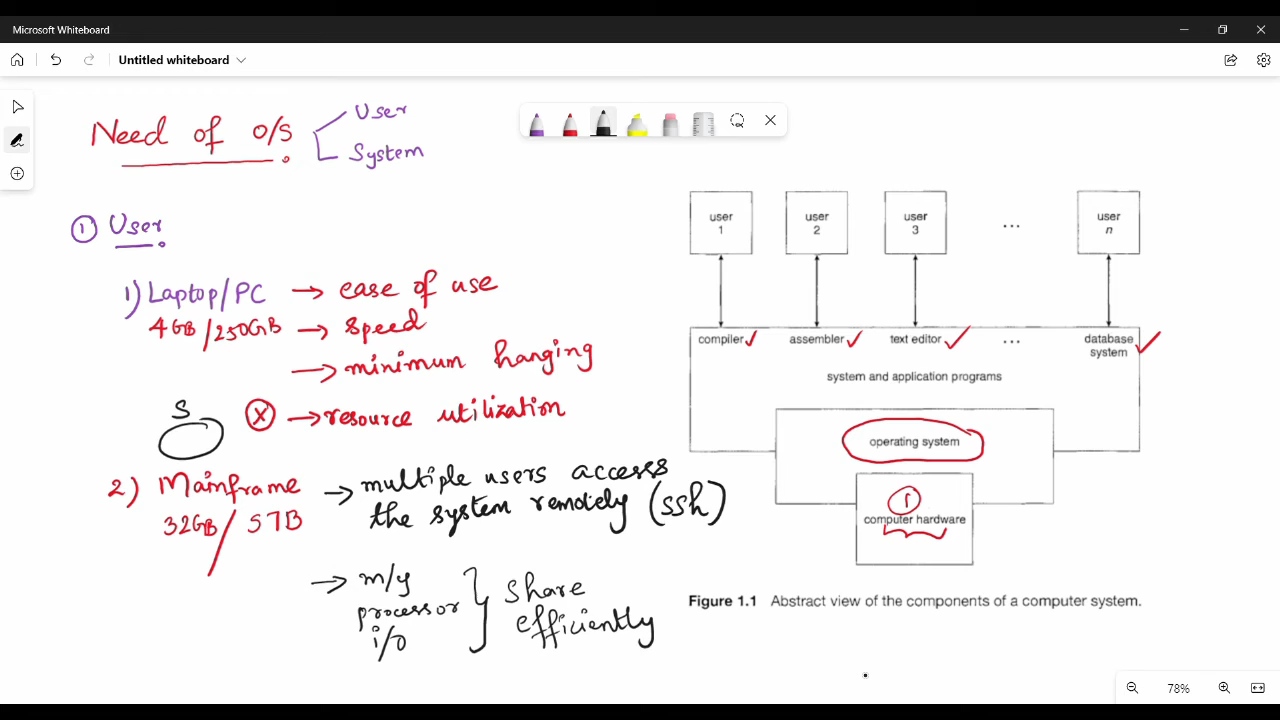 Microsoft Whiteboard
Untitled whiteboard
Need of O/S
User
System
① User
1) Laptop/PC → ease of use
4GB/250GB → speed
→ minimum hanging
S
Ⓧ → resource utilization
2) Mainframe → multiple users access
32GB/5TB the system remotely (ssh)
→ m/y
processor
i/o
share
efficiently
user
1
user
2
user
3
...
user
n
compiler ✓ assembler ✓ text editor ✓ ... database
system ✓
system and application programs
operating system
①
computer hardware
Figure 1.1 Abstract view of the components of a computer system.
78%